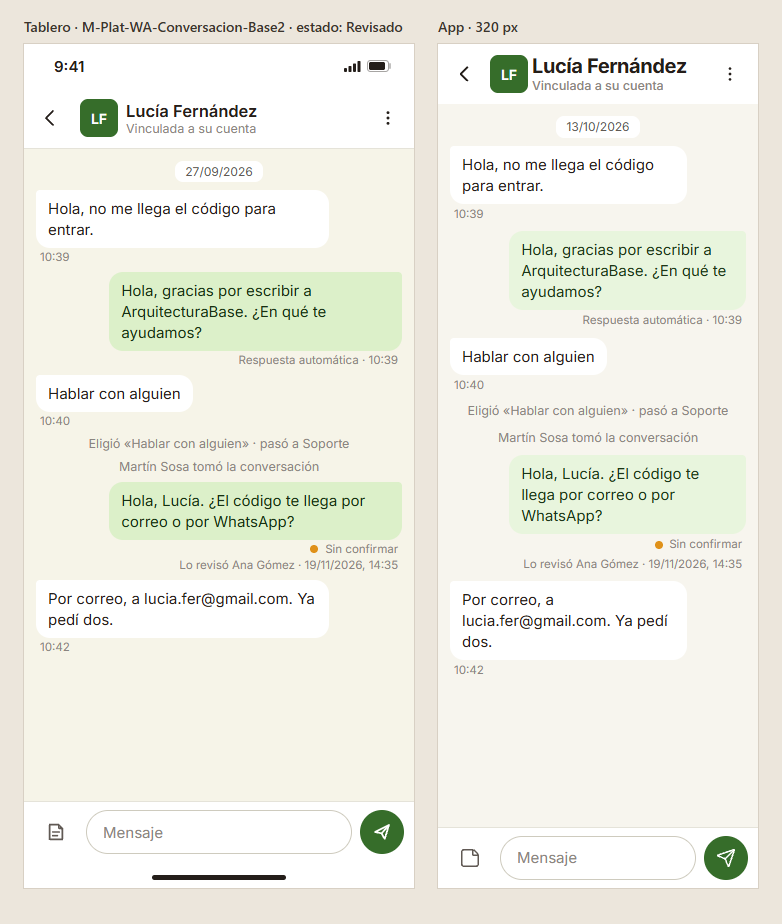 Tablero · M-Plat-WA-Conversacion-Base2 · estado: Revisado
9:41
LF
Lucía Fernández
Vinculada a su cuenta
27/09/2026
Hola, no me llega el código para
entrar.
10:39
Hola, gracias por escribir a
ArquitecturaBase. ¿En qué te
ayudamos?
Respuesta automática · 10:39
Hablar con alguien
10:40
Eligió «Hablar con alguien» · pasó a Soporte
Martín Sosa tomó la conversación
Hola, Lucía. ¿El código te llega por
correo o por WhatsApp?
Sin confirmar
Lo revisó Ana Gómez · 19/11/2026, 14:35
Por correo, a lucia.fer@gmail.com. Ya
pedí dos.
10:42
Mensaje
App · 320 px
LF
Lucía Fernández
Vinculada a su cuenta
13/10/2026
Hola, no me llega el código
para entrar.
10:39
Hola, gracias por escribir a
ArquitecturaBase. ¿En qué te
ayudamos?
Respuesta automática · 10:39
Hablar con alguien
10:40
Eligió «Hablar con alguien» · pasó a Soporte
Martín Sosa tomó la conversación
Hola, Lucía. ¿El código te
llega por correo o por
WhatsApp?
Sin confirmar
Lo revisó Ana Gómez · 19/11/2026, 14:35
Por correo, a
lucia.fer@gmail.com. Ya pedí
dos.
10:42
Mensaje